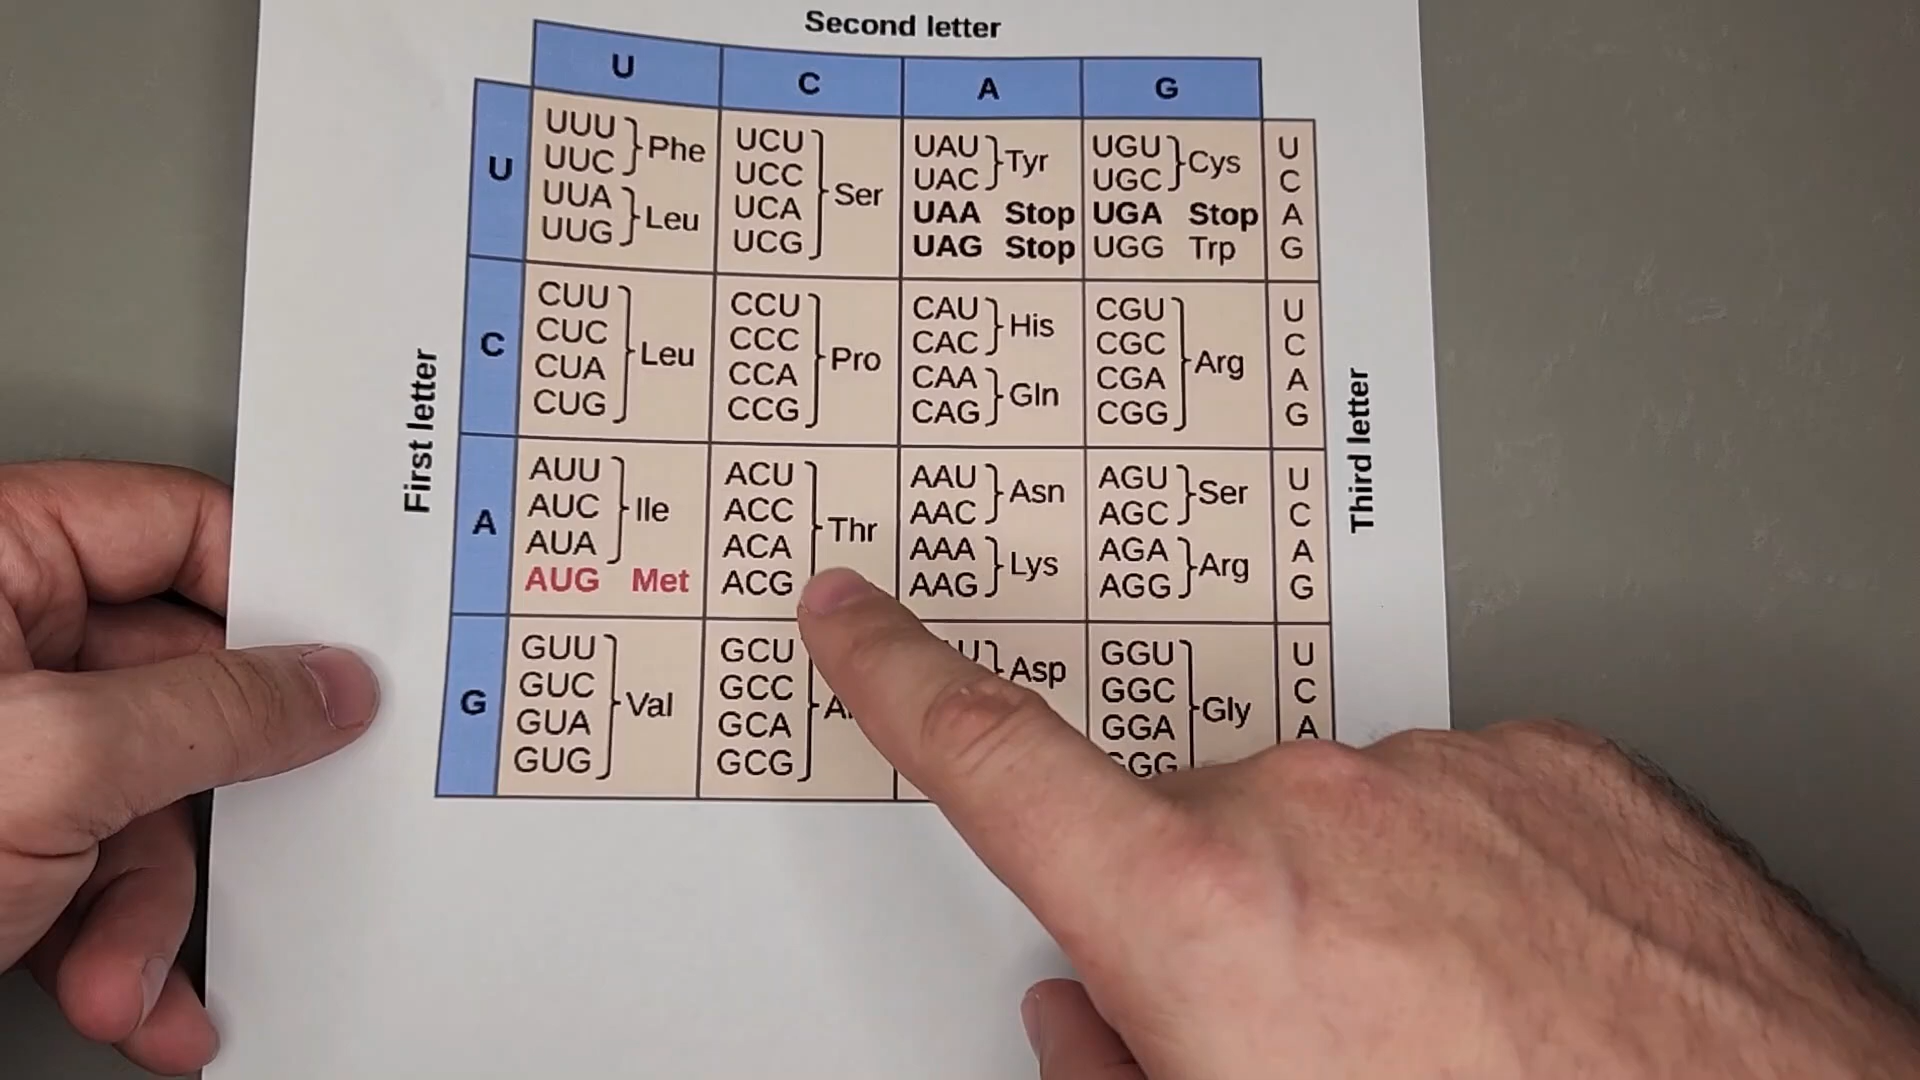 Second letter
U C A G
First letter
Third letter
U
UUU
UUC
Phe
UUA
UUG
Leu
UCU
UCC
UCA
UCG
Ser
UAU
UAC
Tyr
UAA Stop
UAG Stop
UGU
UGC
Cys
UGA Stop
UGG Trp
U
C
A
G
C
CUU
CUC
CUA
CUG
Leu
CCU
CCC
CCA
CCG
Pro
CAU
CAC
His
CAA
CAG
Gln
CGU
CGC
CGA
CGG
Arg
U
C
A
G
A
AUU
AUC
AUA
Ile
AUG Met
ACU
ACC
ACA
ACG
Thr
AAU
AAC
Asn
AAA
AAG
Lys
AGU
AGC
Ser
AGA
AGG
Arg
U
C
A
G
G
GUU
GUC
GUA
GUG
Val
GCU
GCC
GCA
GCG
Asp
GGU
GGC
GGA
Gly
U
C
A